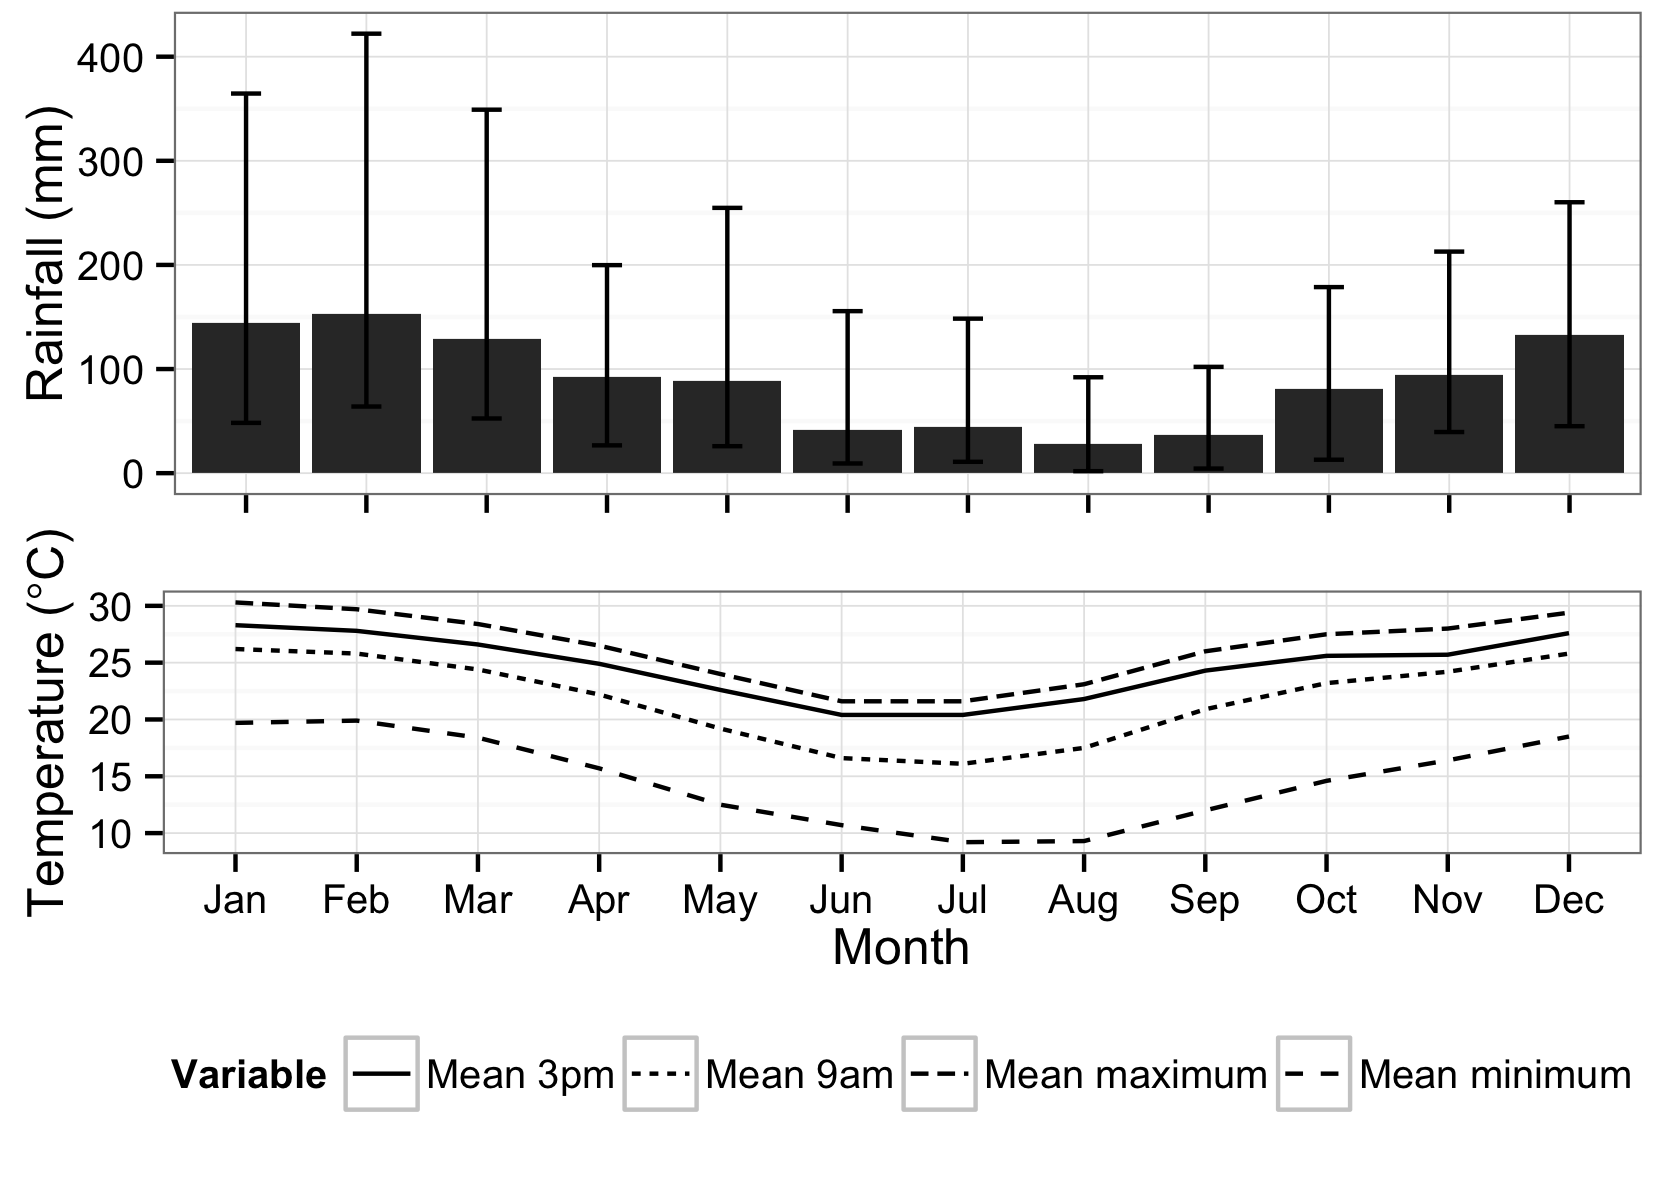 Rainfall (mm)
400
300
200
100
0
Temperature (°C)
30
25
20
15
10
Jan Feb Mar Apr May Jun Jul Aug Sep Oct Nov Dec
Month
Variable Mean 3pm Mean 9am Mean maximum Mean minimum